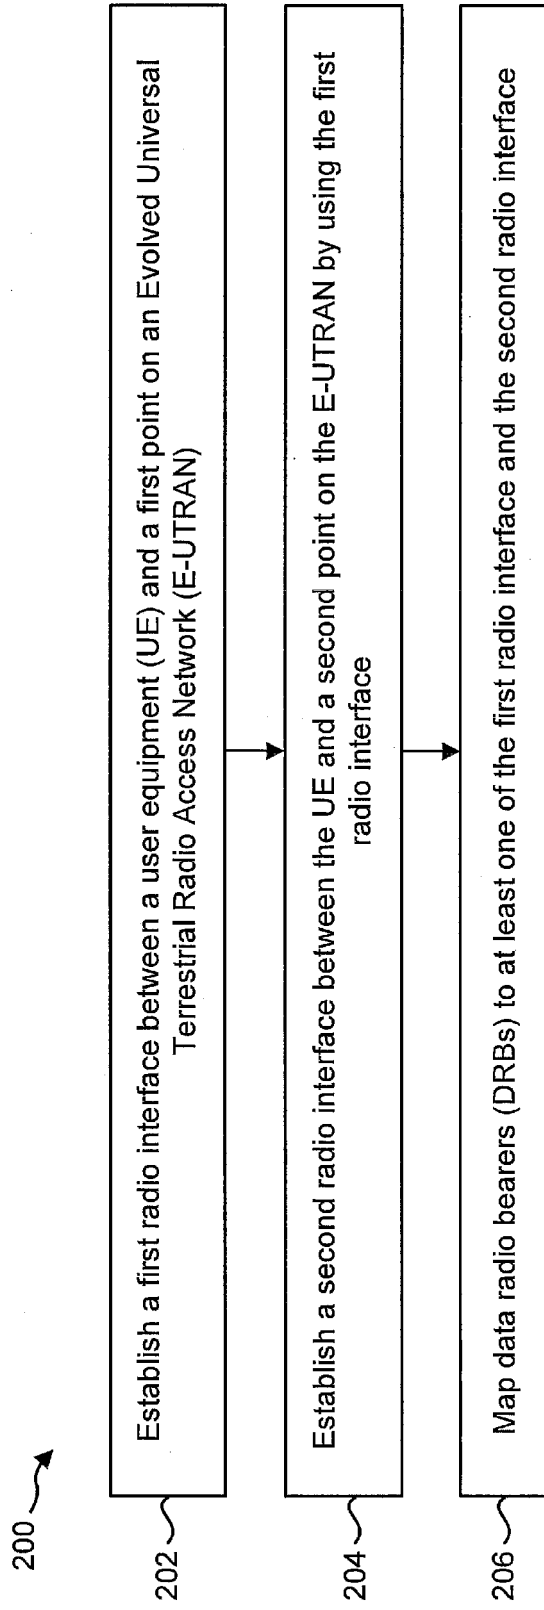 200
202
Establish a first radio interface between a user equipment (UE) and a first point on an Evolved Universal
Terrestrial Radio Access Network (E-UTRAN)
204
Establish a second radio interface between the UE and a second point on the E-UTRAN by using the first
radio interface
206
Map data radio bearers (DRBs) to at least one of the first radio interface and the second radio interface